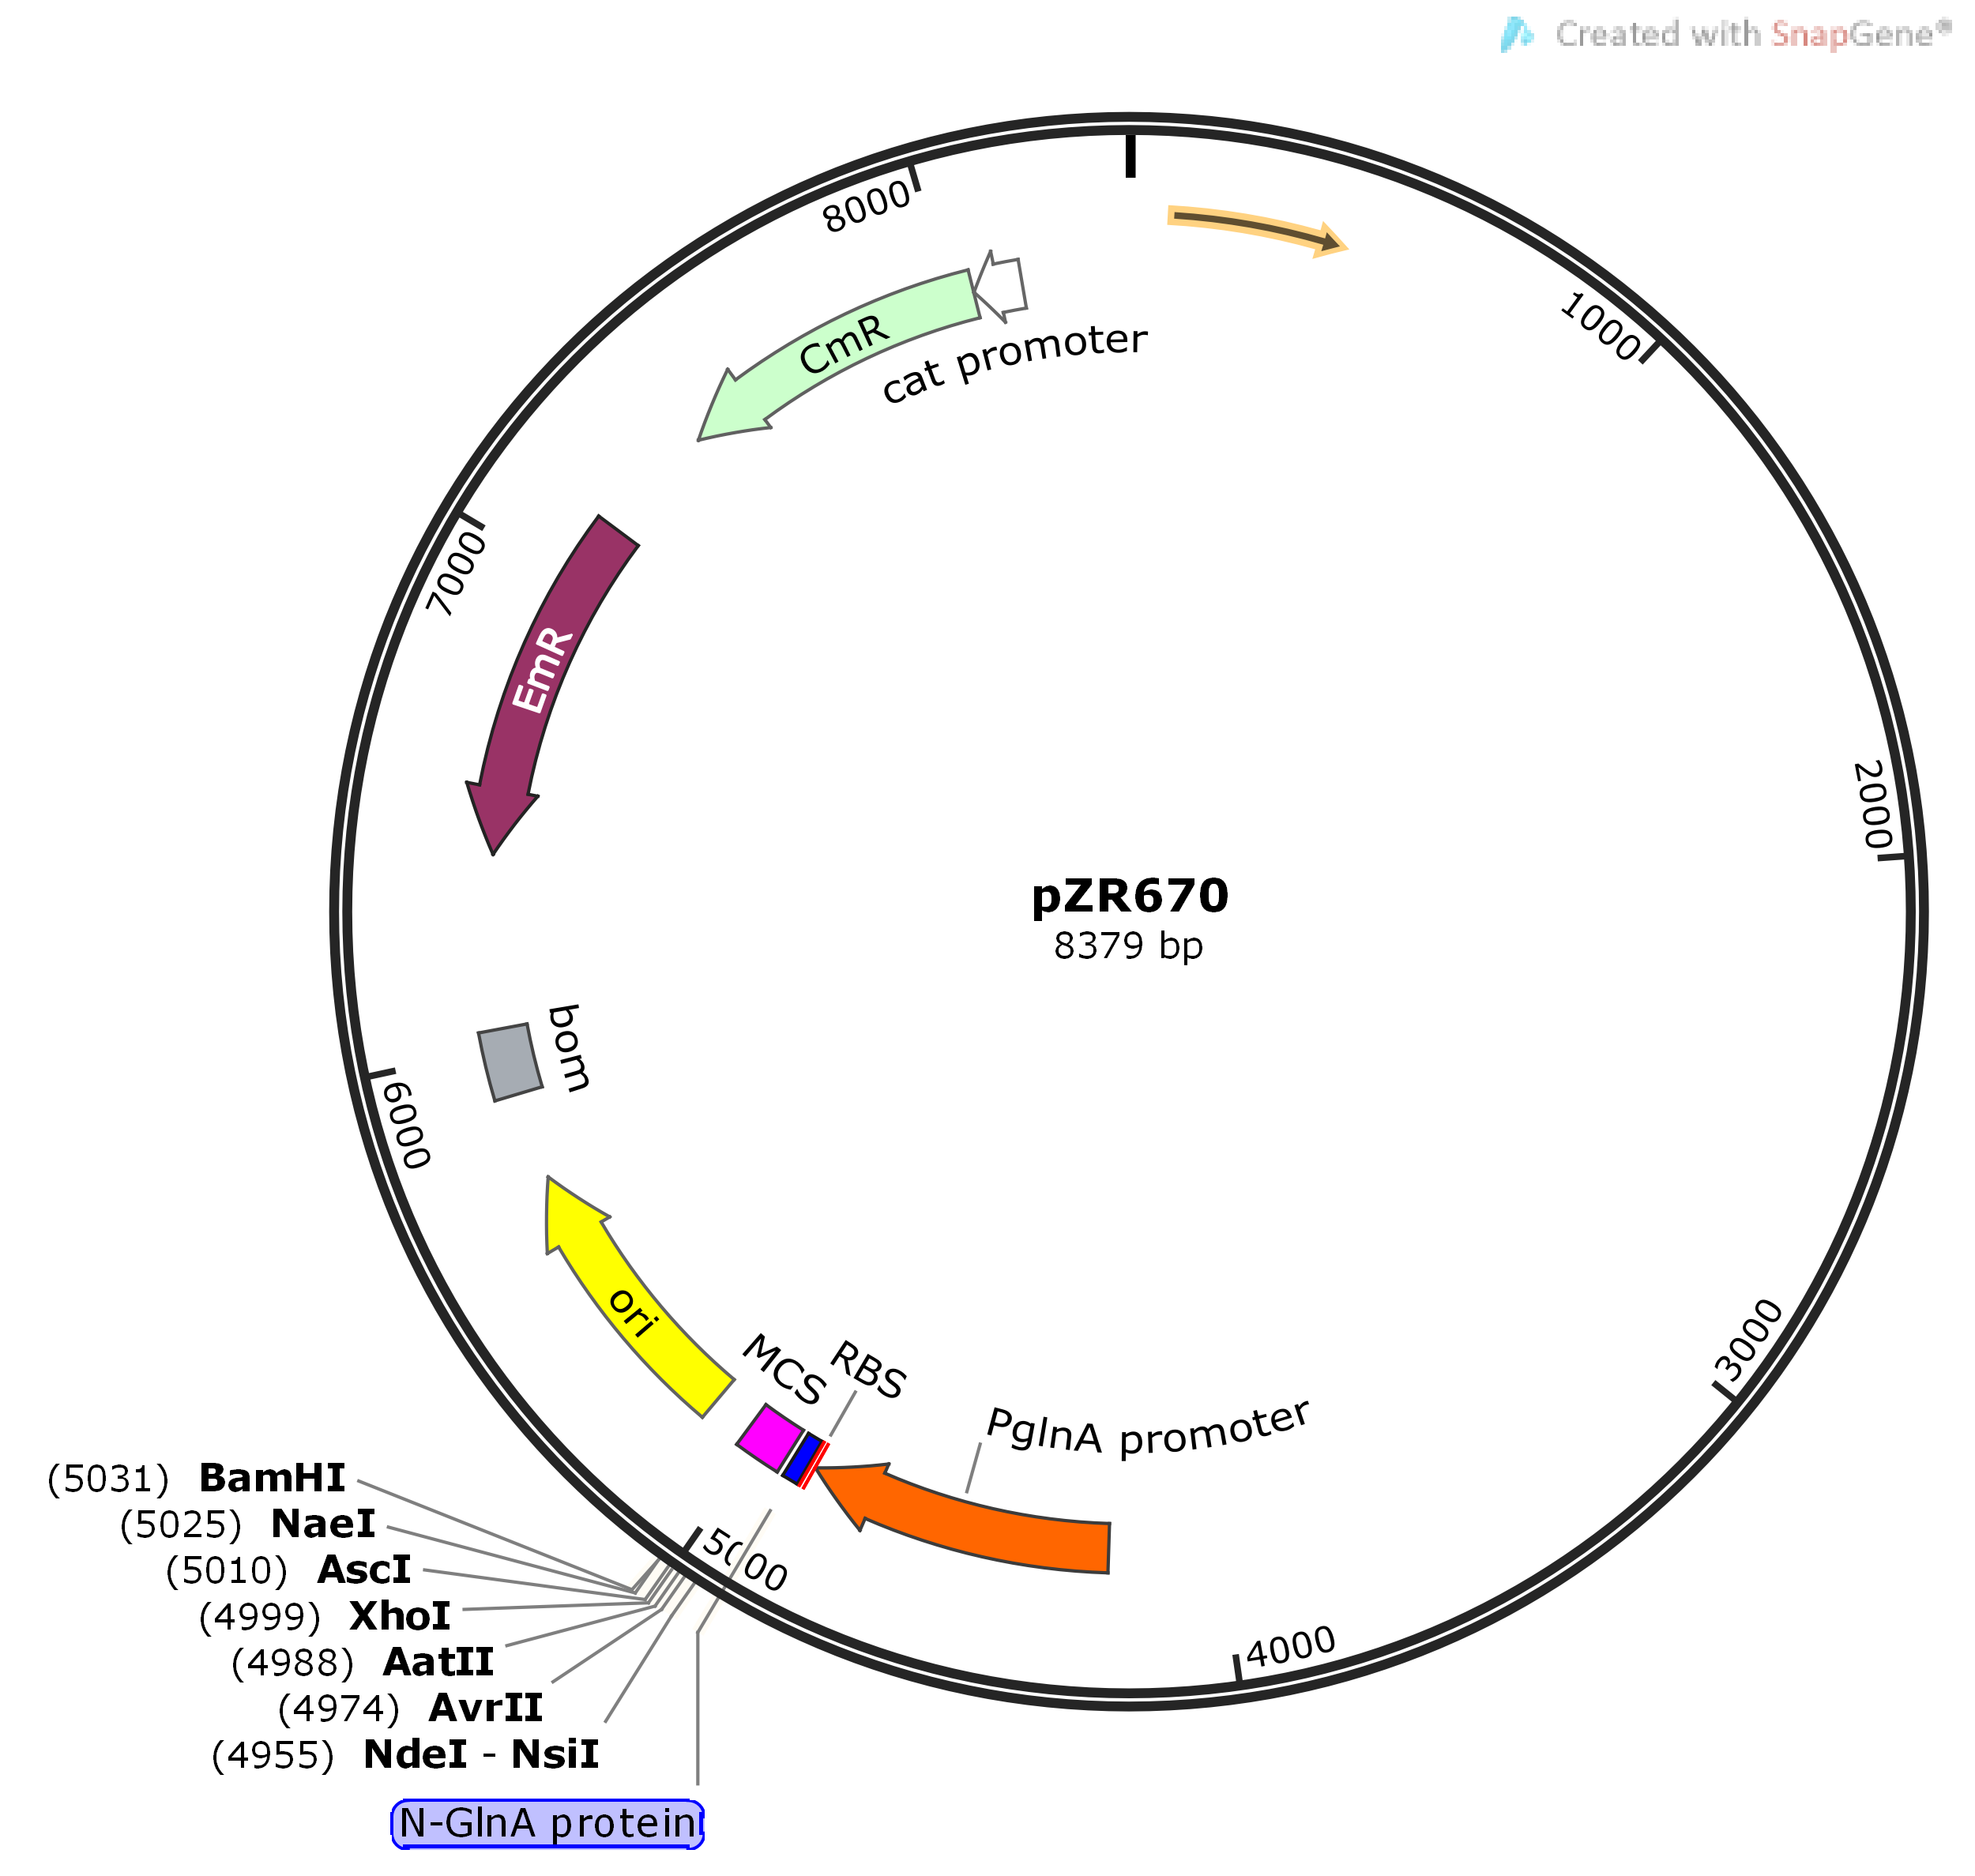 Created with SnapGene®
8000
1000
CmR
cat promoter
7000
EmR
2000
pZR670
8379 bp
bom
6000
ori
3000
MCS
RBS
PglnA promoter
(5031) BamHI
(5025) NaeI
(5010) AscI
(4999) XhoI
(4988) AatII
(4974) AvrII
(4955) NdeI - NsiI
5000
4000
N-GlnA protein